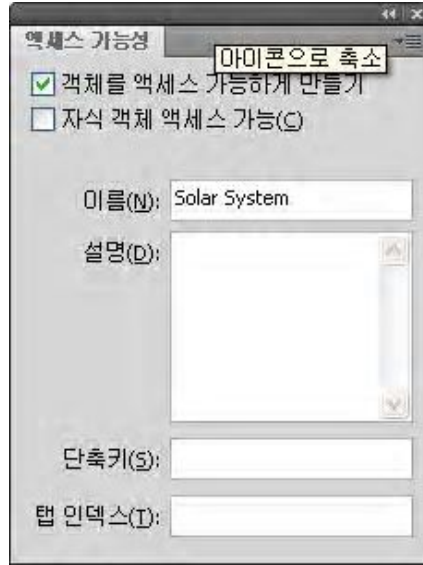 액세스 가능성
아이콘으로 축소
객체를 액세스 가능하게 만들기
자식 객체 액세스 가능(C)
이름(N): Solar System
설명(D):
단축키(S):
탭 인덱스(T):